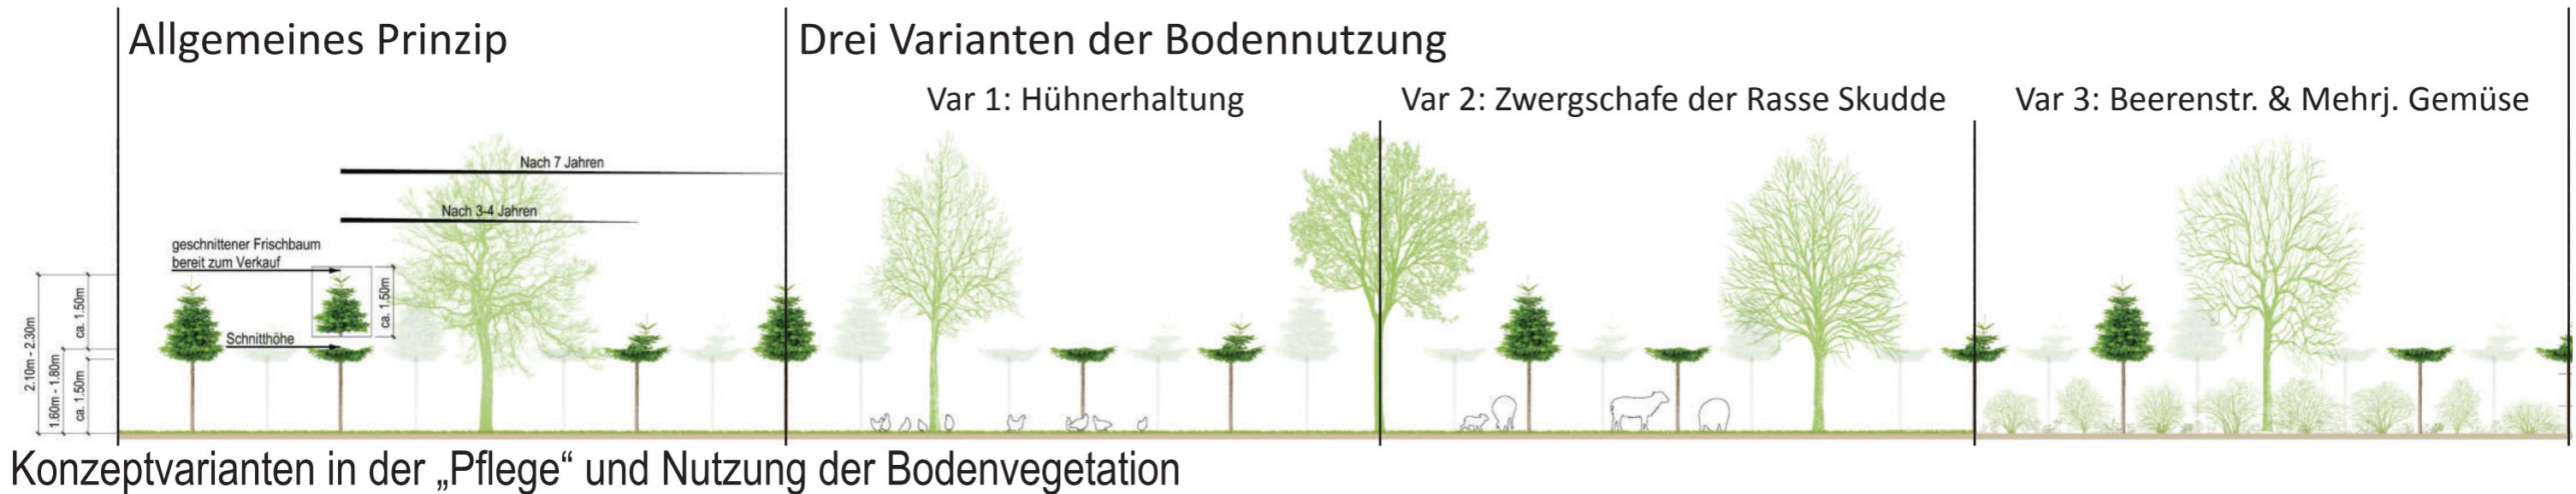 Allgemeines Prinzip
Drei Varianten der Bodennutzung
Var 1: Hühnerhaltung
Var 2: Zwergschafe der Rasse Skudde
Var 3: Beerenstr. & Mehrj. Gemüse
Nach 7 Jahren
Nach 3-4 Jahren
geschnittener Frischbaum
bereit zum Verkauf
Schnitthöhe
ca. 1.50m
2.10m - 2.30m
1.60m - 1.80m
ca. 1.50m
ca. 1.50m
Konzeptvarianten in der „Pflege“ und Nutzung der Bodenvegetation